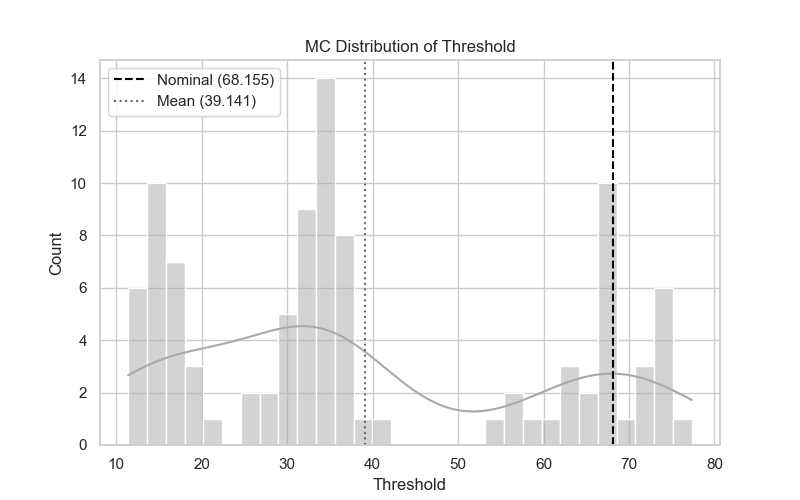 MC Distribution of Threshold
Nominal (68.155)
Mean (39.141)
14
12
10
8
6
4
2
0
Count
10 20 30 40 50 60 70 80
Threshold